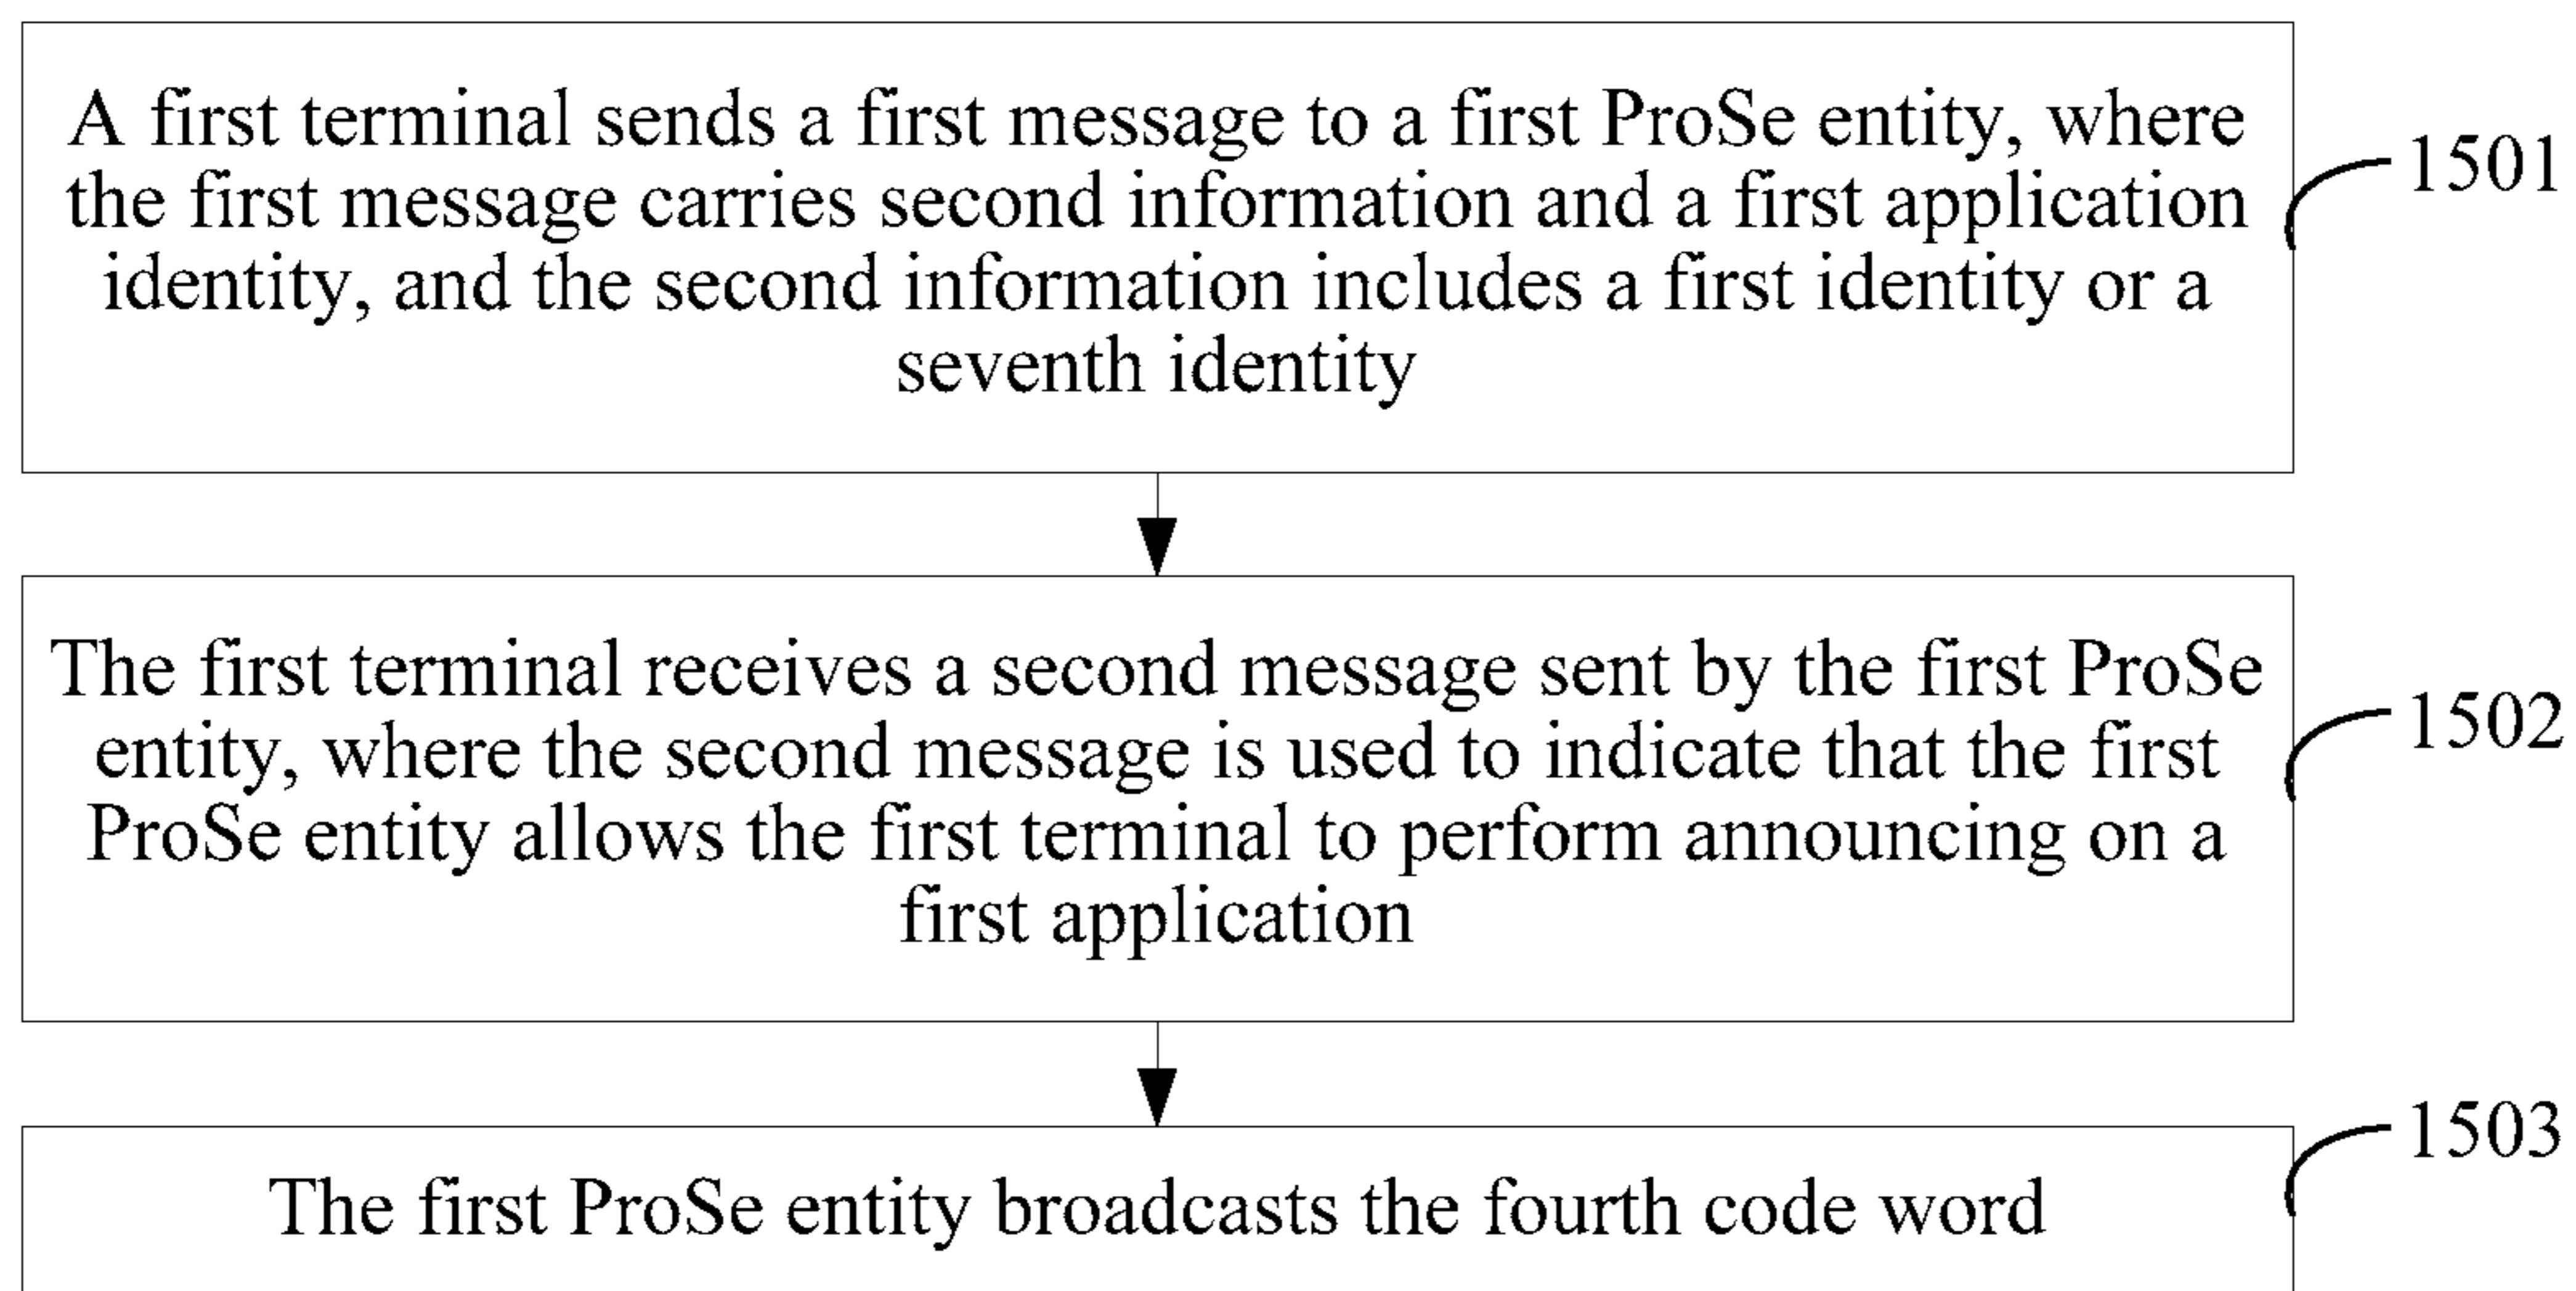 A first terminal sends a first message to a first ProSe entity, where
the first message carries second information and a first application
identity, and the second information includes a first identity or a
seventh identity
1501
The first terminal receives a second message sent by the first ProSe
entity, where the second message is used to indicate that the first
ProSe entity allows the first terminal to perform announcing on a
first application
1502
The first ProSe entity broadcasts the fourth code word
1503